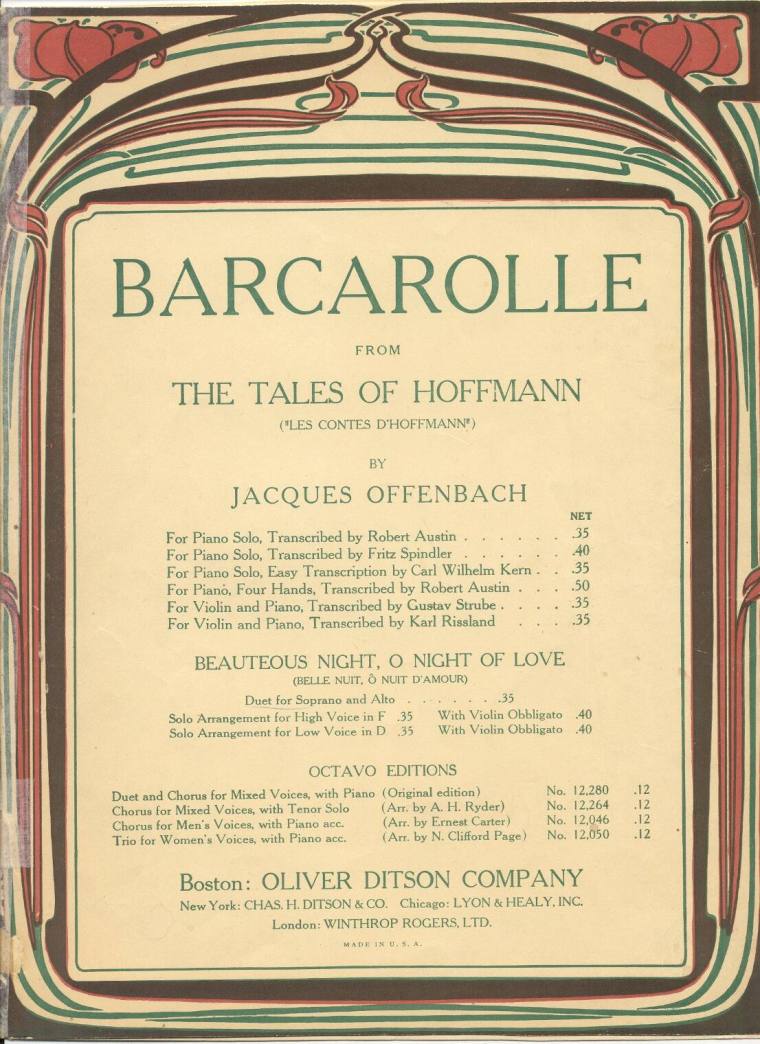 BARCAROLLE
FROM
THE TALES OF HOFFMANN
("LES CONTES D'HOFFMANN")
BY
JACQUES OFFENBACH
NET
For Piano Solo, Transcribed by Robert Austin . . . . . . .35
For Piano Solo, Transcribed by Fritz Spindler . . . . . . .40
For Piano Solo, Easy Transcription by Carl Wilhelm Kern . . .35
For Piano, Four Hands, Transcribed by Robert Austin . . . .50
For Violin and Piano, Transcribed by Gustav Strube . . . . .35
For Violin and Piano, Transcribed by Karl Rissland . . . .35
BEAUTEOUS NIGHT, O NIGHT OF LOVE
(BELLE NUIT, Ô NUIT D'AMOUR)
Duet for Soprano and Alto . . . . . . .35
Solo Arrangement for High Voice in F .35 With Violin Obbligato .40
Solo Arrangement for Low Voice in D .35 With Violin Obbligato .40
OCTAVO EDITIONS
Duet and Chorus for Mixed Voices, with Piano (Original edition) No. 12,280 .12
Chorus for Mixed Voices, with Tenor Solo (Arr. by A. H. Ryder) No. 12,264 .12
Chorus for Men's Voices, with Piano acc. (Arr. by Ernest Carter) No. 12,046 .12
Trio for Women's Voices, with Piano acc. (Arr. by N. Clifford Page) No. 12,050 .12
Boston: OLIVER DITSON COMPANY
New York: CHAS. H. DITSON & CO. Chicago: LYON & HEALY, INC.
London: WINTHROP ROGERS, LTD.
MADE IN U. S. A.